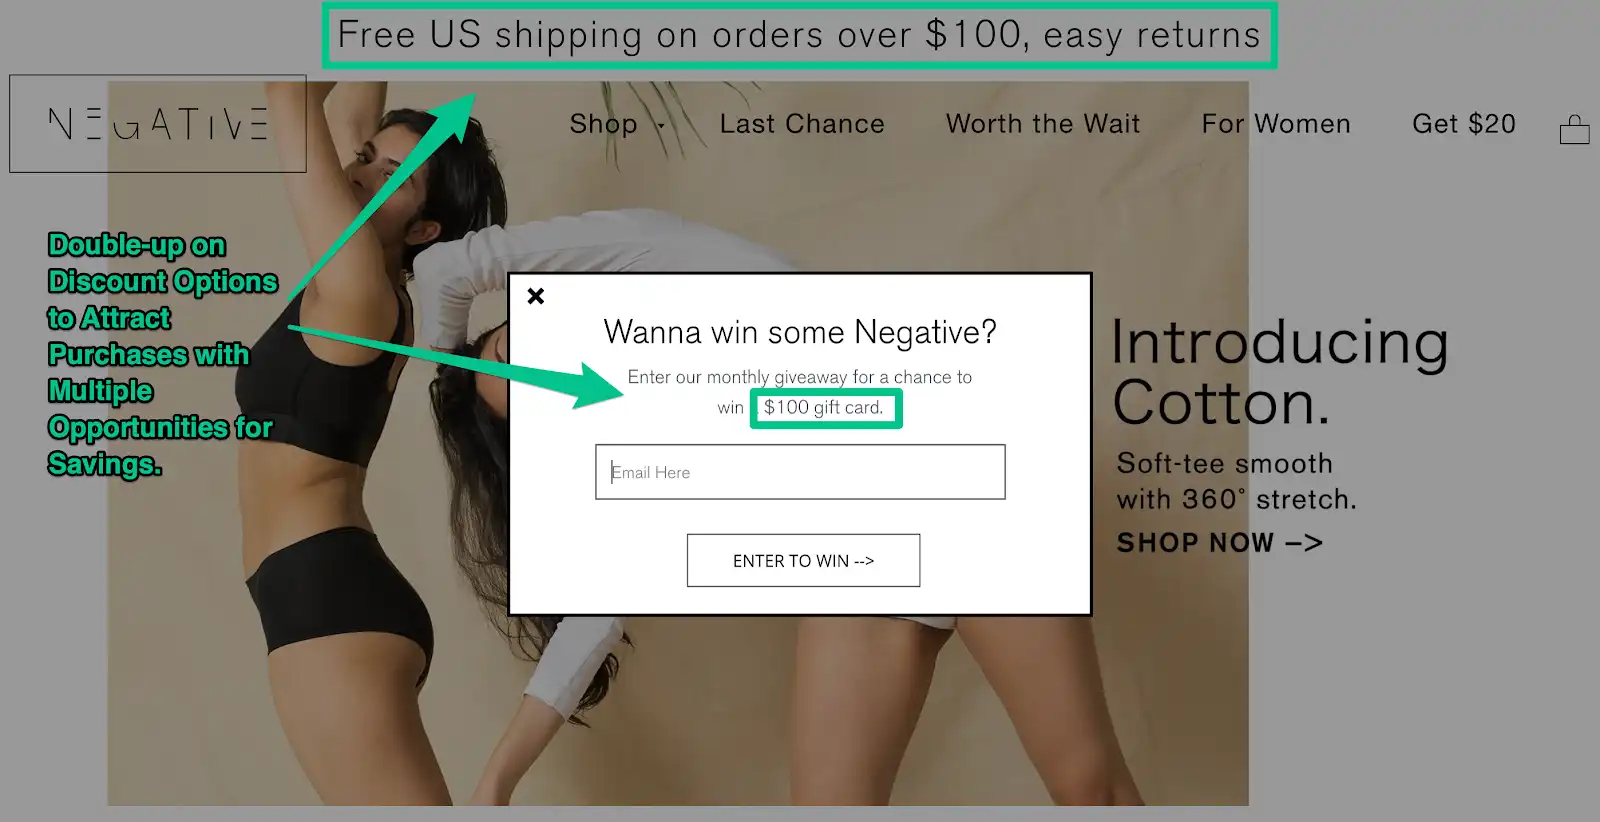 Free US shipping on orders over $100, easy returns
NEGATIVE
Shop
Last Chance
Worth the Wait
For Women
Get $20
Double-up on
Discount Options
to Attract
Purchases with
Multiple
Opportunities for
Savings.
Wanna win some Negative?
Enter our monthly giveaway for a chance to
win $100 gift card.
Email Here
ENTER TO WIN -->
Introducing
Cotton.
Soft-tee smooth
with 360° stretch.
SHOP NOW —>